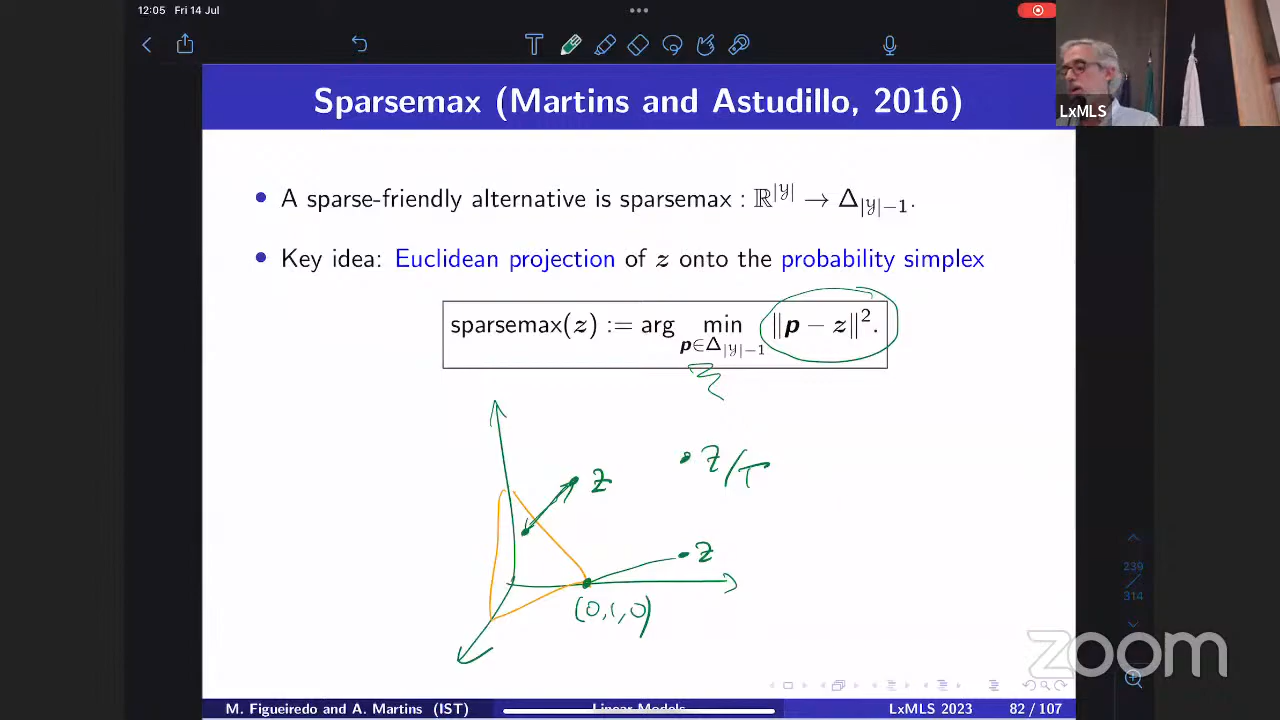 12:05 Fri 14 Jul
LxMLS
Sparsemax (Martins and Astudillo, 2016)
• A sparse-friendly alternative is sparsemax : ℝ^|𝒴| → Δ_|𝒴|−1.
• Key idea: Euclidean projection of z onto the probability simplex
sparsemax(z) := arg min_{p∈Δ_|𝒴|−1} ‖p − z‖².
z/T
z
z
(0,1,0)
239
314
zoom
M. Figueiredo and A. Martins (IST)
Linear Models
LxMLS 2023
82 / 107